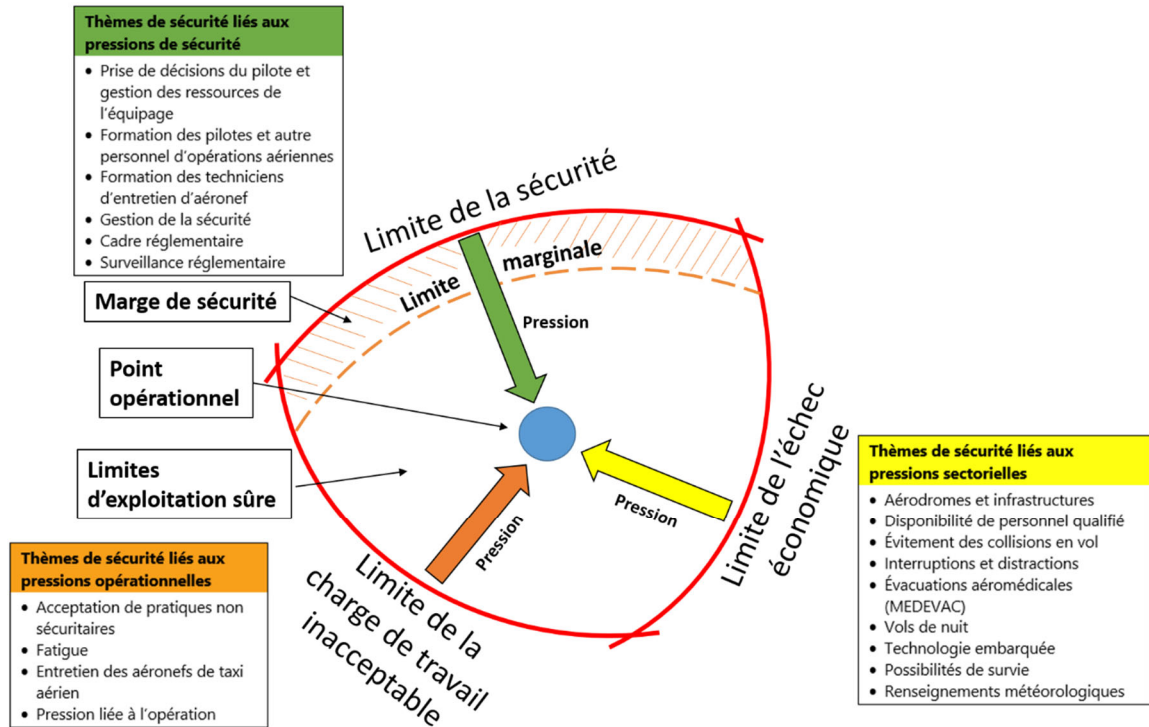 Thèmes de sécurité liés aux
pressions de sécurité
• Prise de décisions du pilote et
gestion des ressources de
l'équipage
• Formation des pilotes et autre
personnel d'opérations aériennes
• Formation des techniciens
d'entretien d'aéronef
• Gestion de la sécurité
• Cadre réglementaire
• Surveillance réglementaire
Limite de la sécurité
Limite marginale
Marge de sécurité
Pression
Point
opérationnel
Limites
d'exploitation sûre
Pression
Pression
Limite de l'échec
économique
Limite de la
charge de travail
inacceptable
Thèmes de sécurité liés aux
pressions opérationnelles
• Acceptation de pratiques non
sécuritaires
• Fatigue
• Entretien des aéronefs de taxi
aérien
• Pression liée à l'opération
Thèmes de sécurité liés aux
pressions sectorielles
• Aérodromes et infrastructures
• Disponibilité de personnel qualifié
• Évitement des collisions en vol
• Interruptions et distractions
• Évacuations aéromédicales
(MEDEVAC)
• Vols de nuit
• Technologie embarquée
• Possibilités de survie
• Renseignements météorologiques